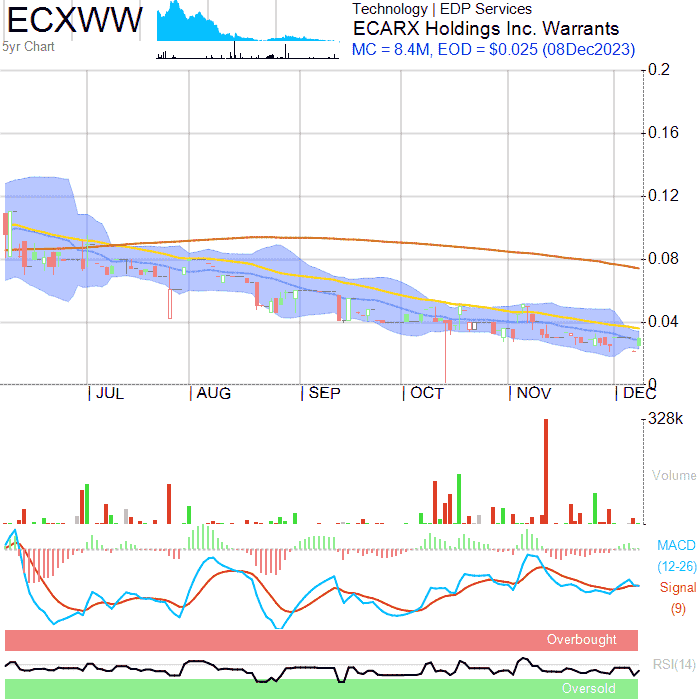 ECXWW
5yr Chart
Technology | EDP Services
ECARX Holdings Inc. Warrants
MC = 8.4M, EOD = $0.025 (08Dec2023)
0.2
0.16
0.12
0.08
0.04
0
JUL AUG SEP OCT NOV DEC
328k
Volume
MACD
(12-26)
Signal
(9)
Overbought
RSI(14)
Oversold